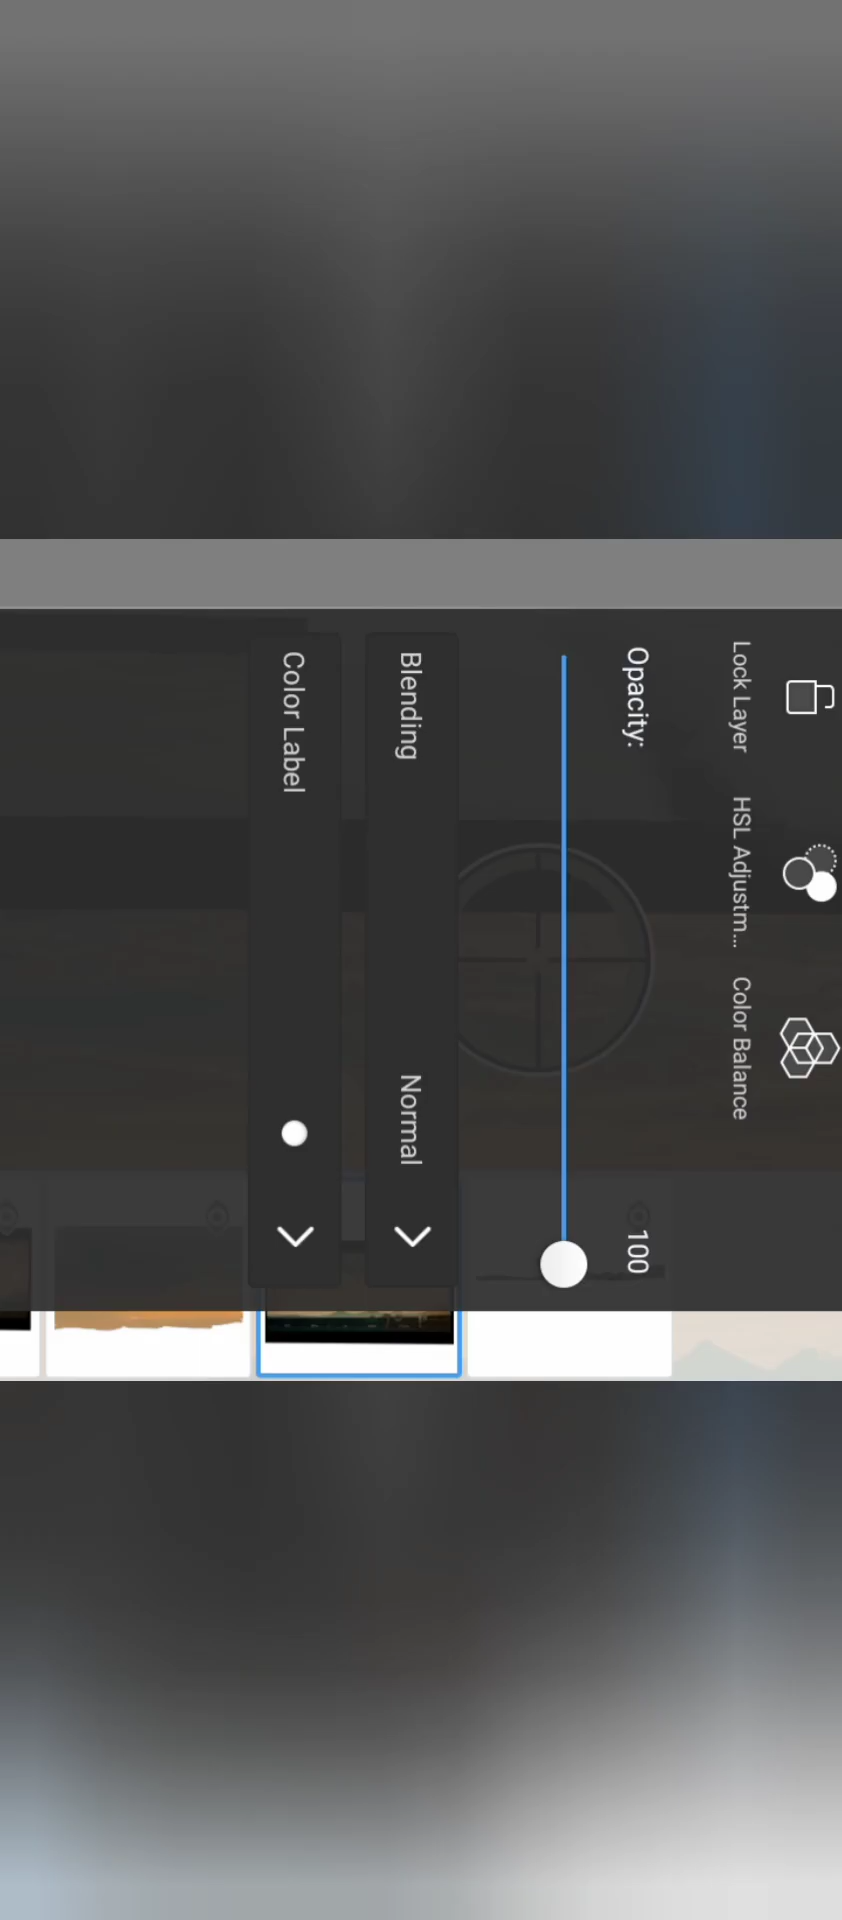 Lock Layer
HSL Adjustm...
Color Balance
Opacity:
100
Blending
Normal
Color Label